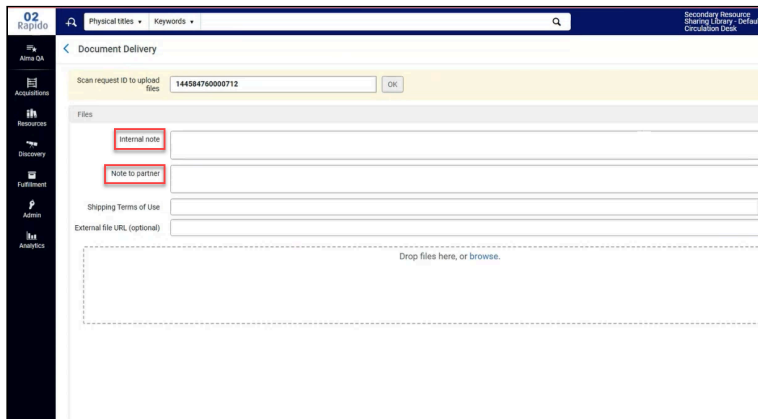 02
Rapido
Physical titles
Keywords
Secondary Resource
Sharing Library - Defau
Circulation Desk
Alma QA
Document Delivery
Scan request ID to upload
files
144584760000712
OK
Acquisitions
Files
Resources
Internal note
Discovery
Note to partner
Fulfillment
Shipping Terms of Use
Admin
External file URL (optional)
Analytics
Drop files here, or browse.